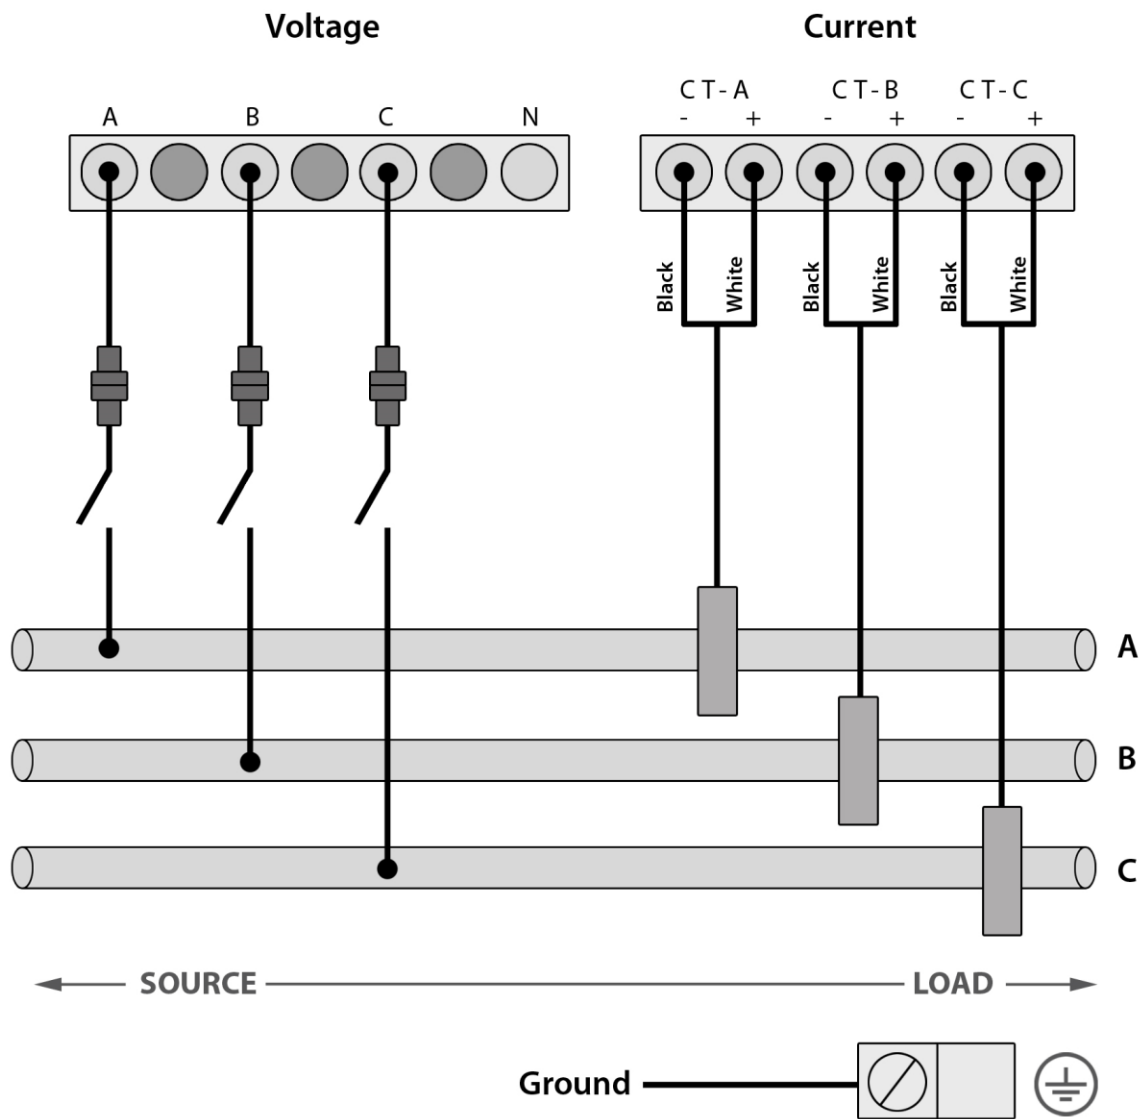 Voltage
Current
CT-A
CT-B
CT-C
A B C N
- + - + - +
Black
White
Black
White
Black
White
A
B
C
SOURCE
LOAD
Ground